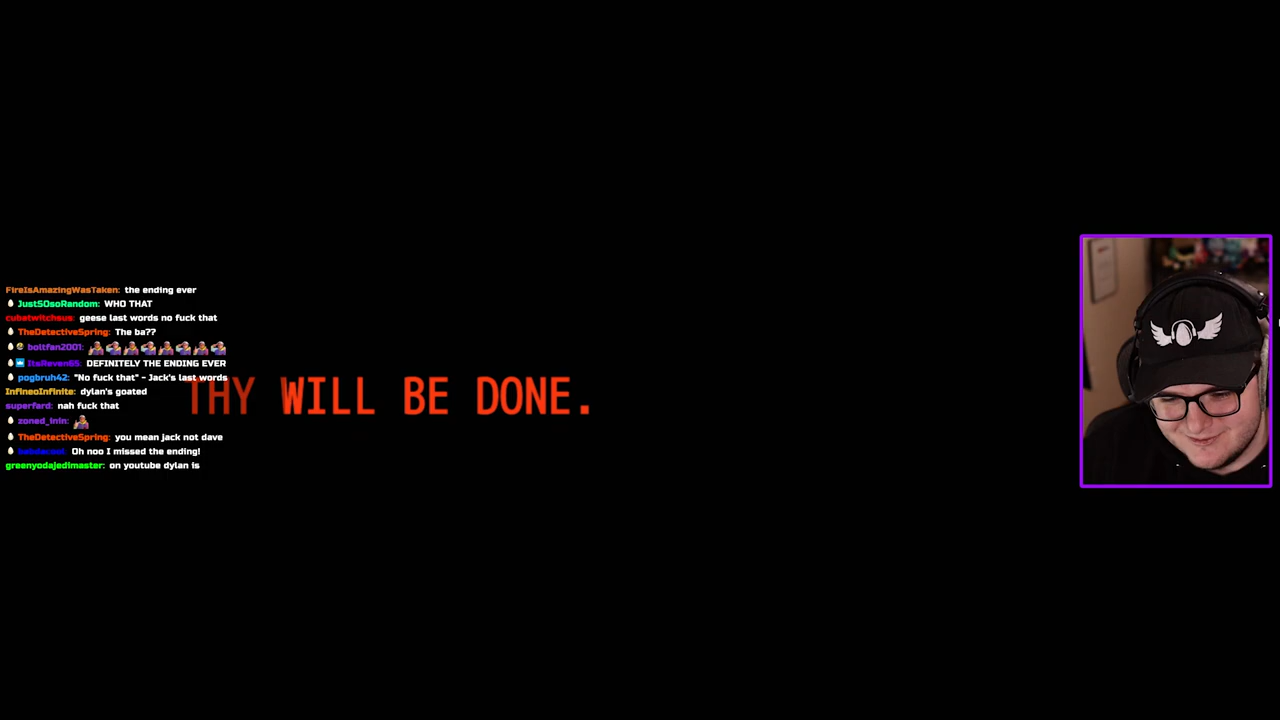 FireIsAmazingWasTaken: the ending ever
JustSOsoRandom: WHO THAT
cubatwitchsus: geese last words no fuck that
TheDetectiveSpring: The ba??
boltfan2001:
ItsReven65: DEFINITELY THE ENDING EVER
pogbruh42: "No fuck that" - Jack's last words
InfineoInfinite: dylan's goated
superfard: nah fuck that
zoned_inin:
TheDetectiveSpring: you mean jack not dave
Oh noo I missed the ending!
greenyodajedimaster: on youtube dylan is
THY WILL BE DONE.